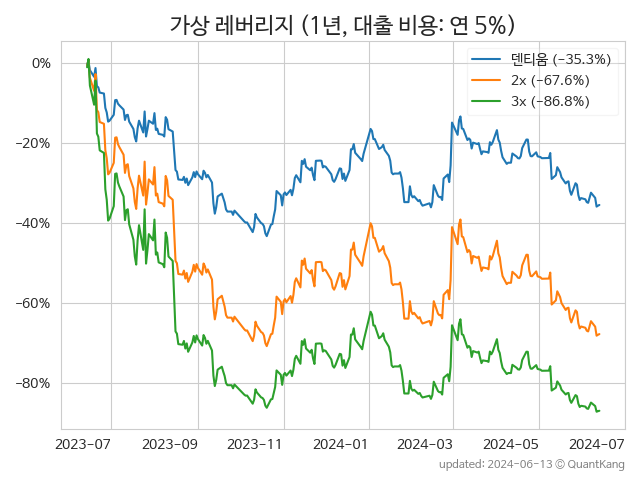 가상 레버리지 (1년, 대출 비용: 연 5%)
덴티움 (−35.3%)
2x (−67.6%)
3x (−86.8%)
0%
−20%
−40%
−60%
−80%
2023-07 2023-09 2023-11 2024-01 2024-03 2024-05 2024-07
updated: 2024-06-13 © QuantKang